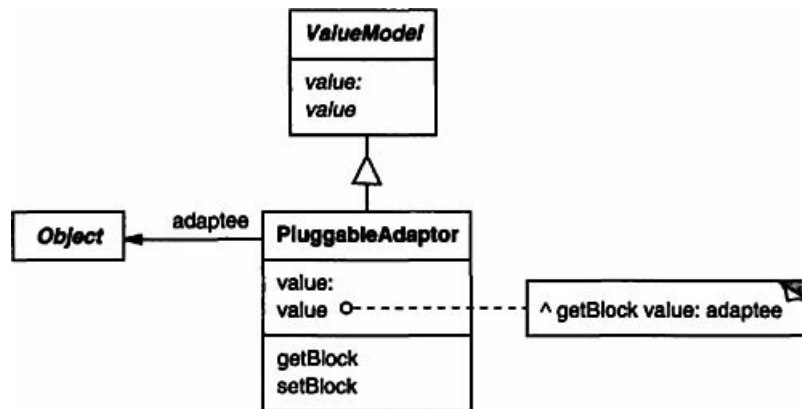 ValueModel
value:
value
Object
adaptee
PluggableAdaptor
value:
value
^ getBlock value: adaptee
getBlock
setBlock